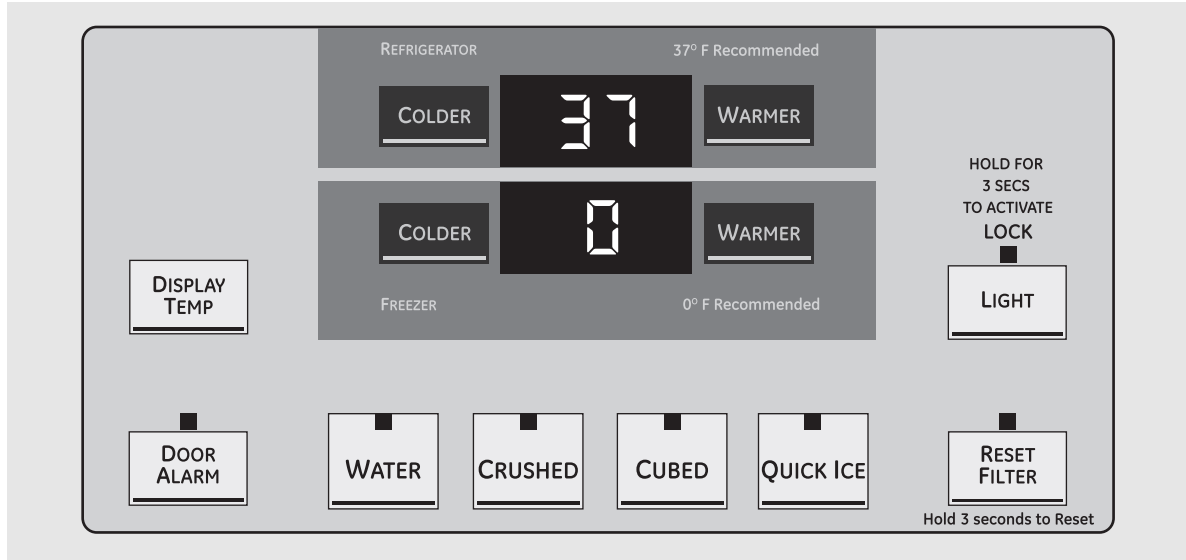 REFRIGERATOR 37° F Recommended
COLDER 37 WARMER
HOLD FOR
3 SECS
TO ACTIVATE
LOCK
COLDER 0 WARMER
DISPLAY
TEMP
FREEZER 0° F Recommended
LIGHT
DOOR
ALARM
WATER CRUSHED CUBED QUICK ICE
RESET
FILTER
Hold 3 seconds to Reset